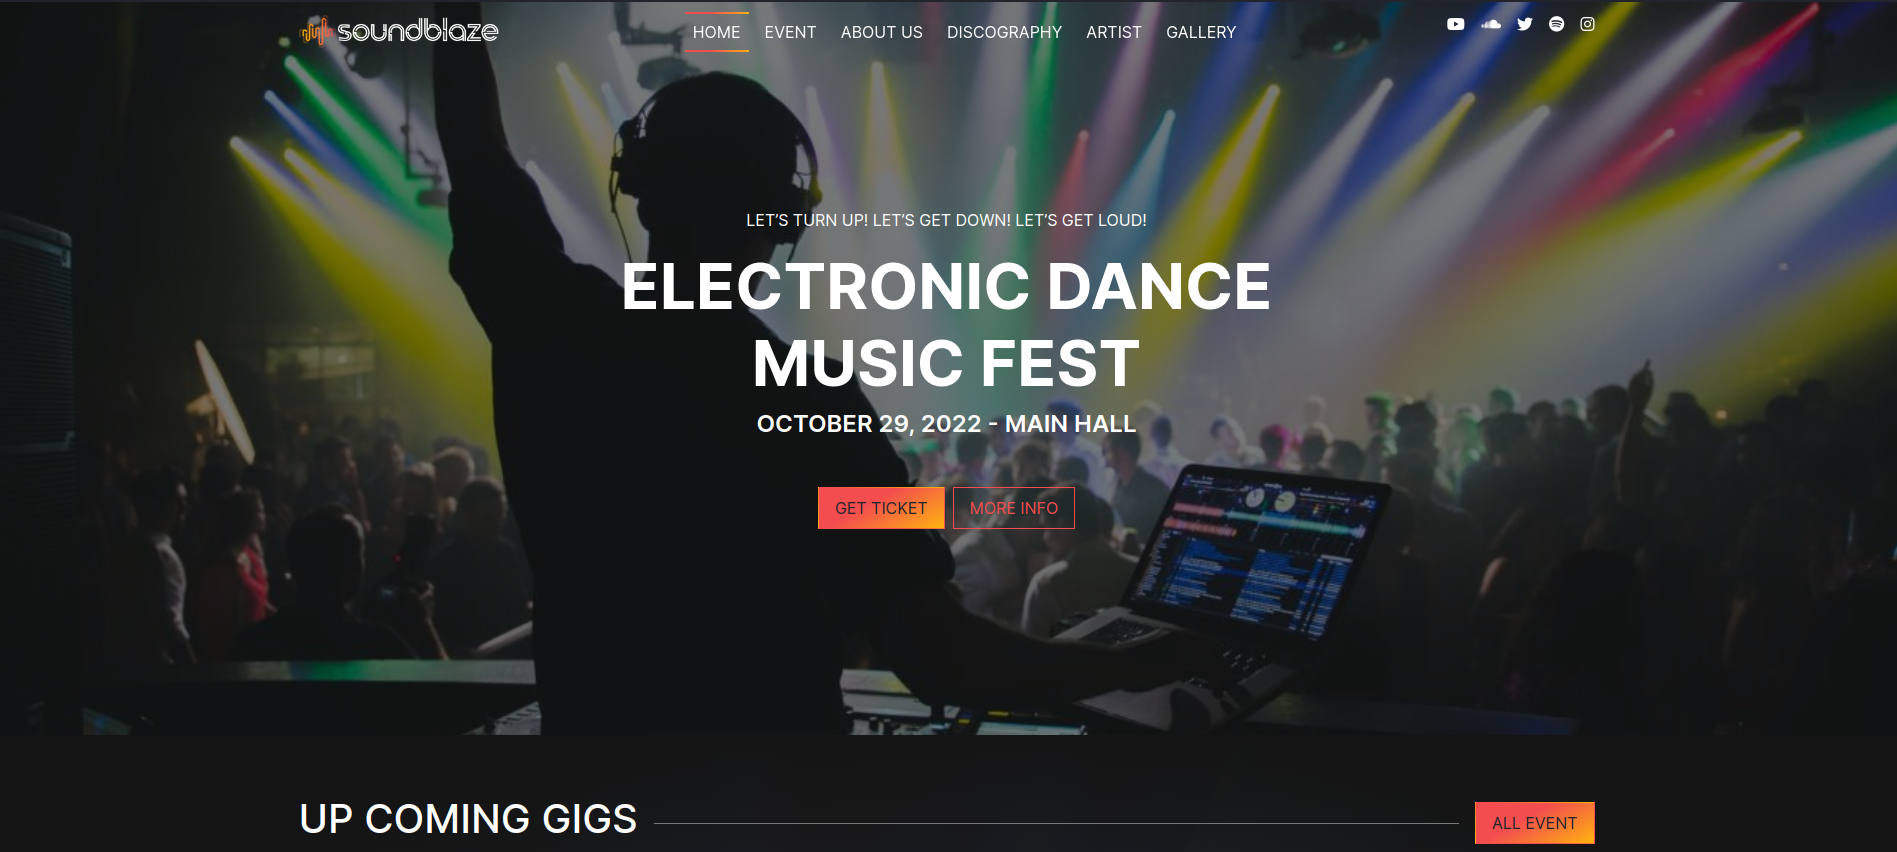 soundblaze
HOME EVENT ABOUT US DISCOGRAPHY ARTIST GALLERY
LET’S TURN UP! LET’S GET DOWN! LET’S GET LOUD!
ELECTRONIC DANCE
MUSIC FEST
OCTOBER 29, 2022 - MAIN HALL
GET TICKET MORE INFO
UP COMING GIGS
ALL EVENT